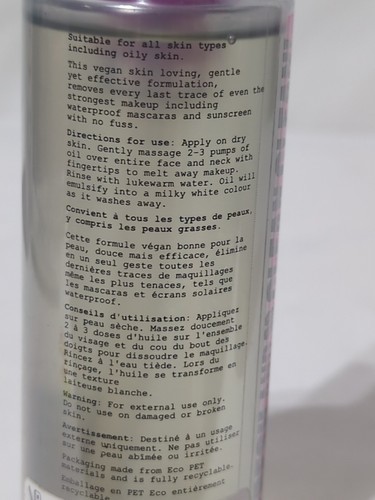 Suitable for all skin types
including oily skin.
This vegan skin loving, gentle
yet effective formulation,
removes every last trace of even the
strongest makeup including
waterproof mascaras and sunscreen
with no fuss.
Directions for use: Apply on dry
skin. Gently massage 2-3 pumps of
oil over entire face and neck with
fingertips to melt away makeup.
Rinse with lukewarm water. Oil will
emulsify into a milky white colour
as it washes away.
Convient à tous les types de peaux,
y compris les peaux grasses.
Cette formule végan bonne pour la
peau, douce mais efficace, élimine
en un seul geste toutes les
dernières traces de maquillages
même les plus tenaces, tels que
les mascaras et écrans solaires
waterproof.
Conseils d'utilisation: Appliquez
sur peau sèche. Massez doucement
2 à 3 doses d'huile sur l'ensemble
du visage et du cou du bout des
doigts pour dissoudre le maquillage.
Rincez à l'eau tiède. Lors du
rinçage, l'huile se transforme en
une texture
laiteuse blanche.
Warning: For external use only.
Do not use on damaged or broken
skin.
Avertissement: Destiné à un usage
externe uniquement. Ne pas utiliser
sur une peau abîmée ou irritée.
Packaging made from Eco PET
materials and is fully recyclable.
Emballage en PET Eco entièrement
recyclable.